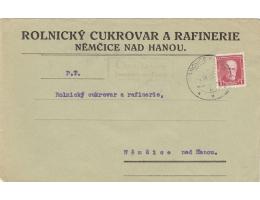 ROLNICKÝ CUKROVAR A RAFINERIE
NĚMČICE NAD HANOU.
P.T.
Rolnický cukrovar a rafinerie,
Němčice nad Hanou.